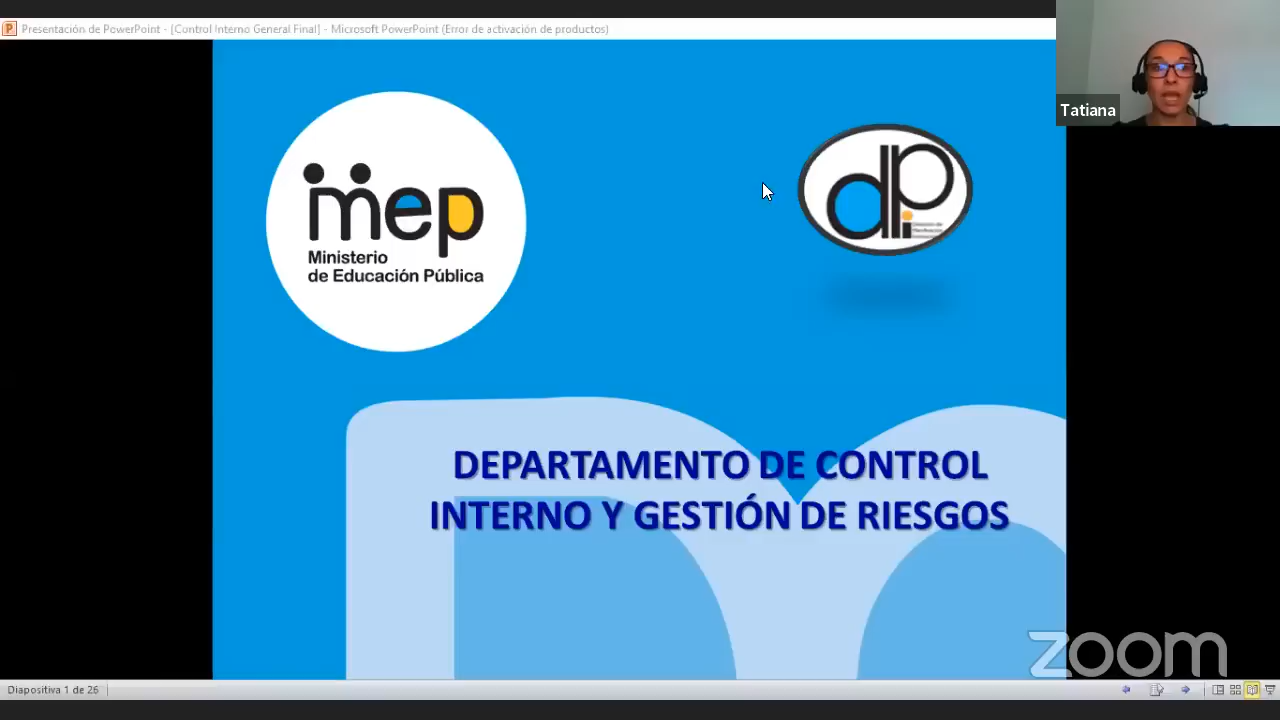 Presentación de PowerPoint - [Control Interno General Final] - Microsoft PowerPoint (Error de activación de productos)
Tatiana
mep
Ministerio
de Educación Pública
dpi
DEPARTAMENTO DE CONTROL
INTERNO Y GESTIÓN DE RIESGOS
zoom
Diapositiva 1 de 26